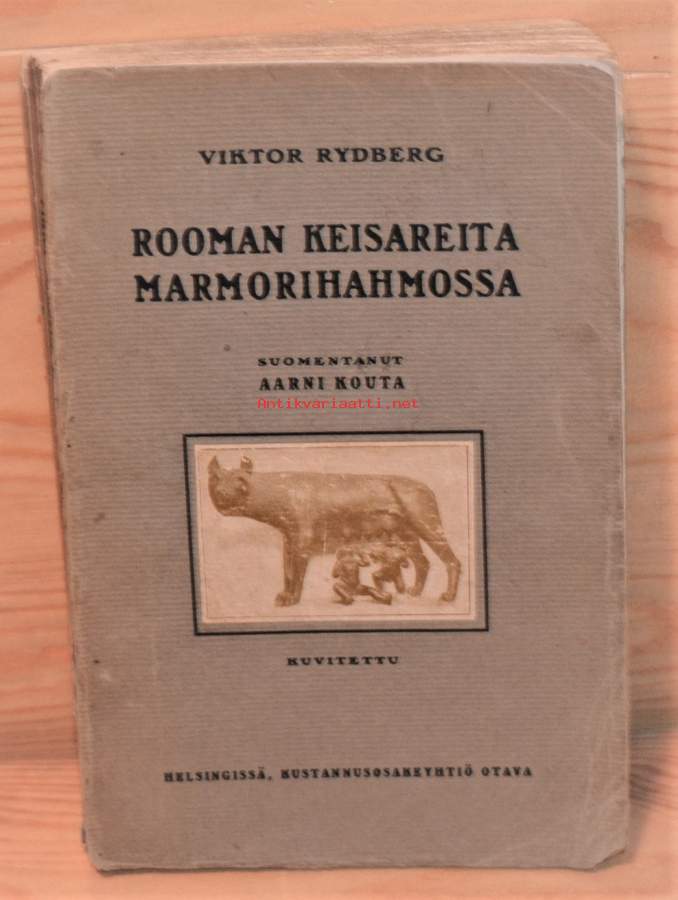 VIKTOR RYDBERG
ROOMAN KEISAREITA
MARMORIHAHMOSSA
SUOMENTANUT
AARNI KOUTA
Antikvariaatti.net
KUVITETTU
HELSINGISSÄ, KUSTANNUSOSAKEYHTIÖ OTAVA